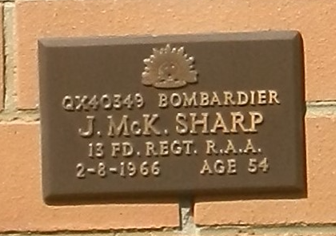 QX40349 BOMBARDIER
J. McK. SHARP
13 FD. REGT. R.A.A.
2-8-1966 AGE 54